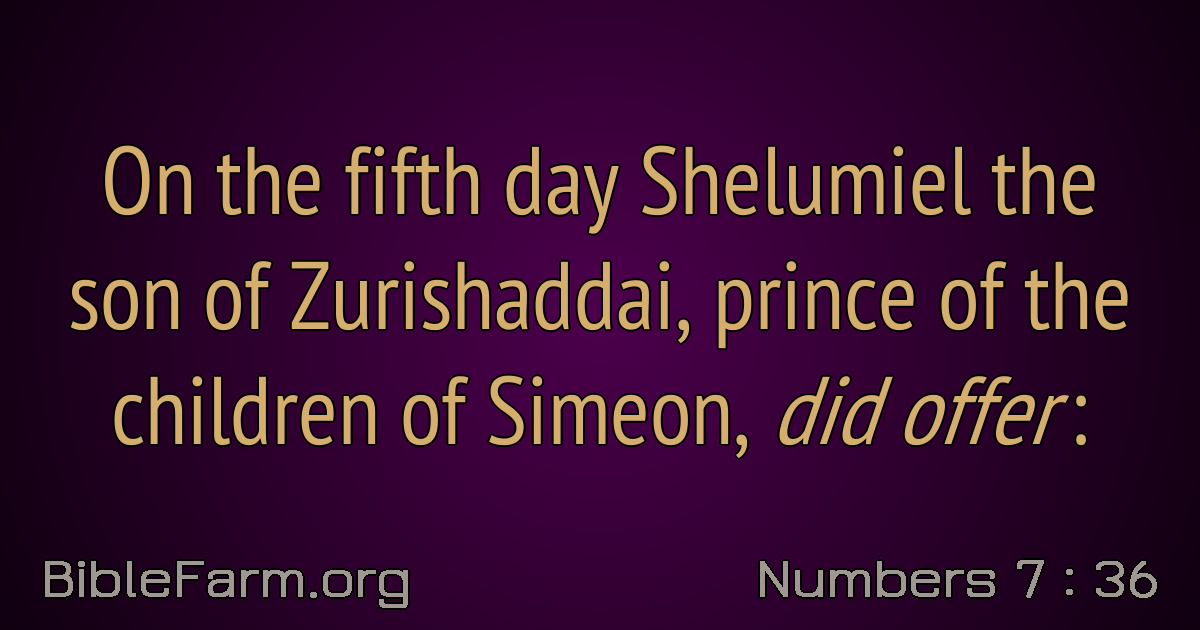 On the fifth day Shelumiel the
son of Zurishaddai, prince of the
children of Simeon, did offer:
BibleFarm.org
Numbers 7 : 36